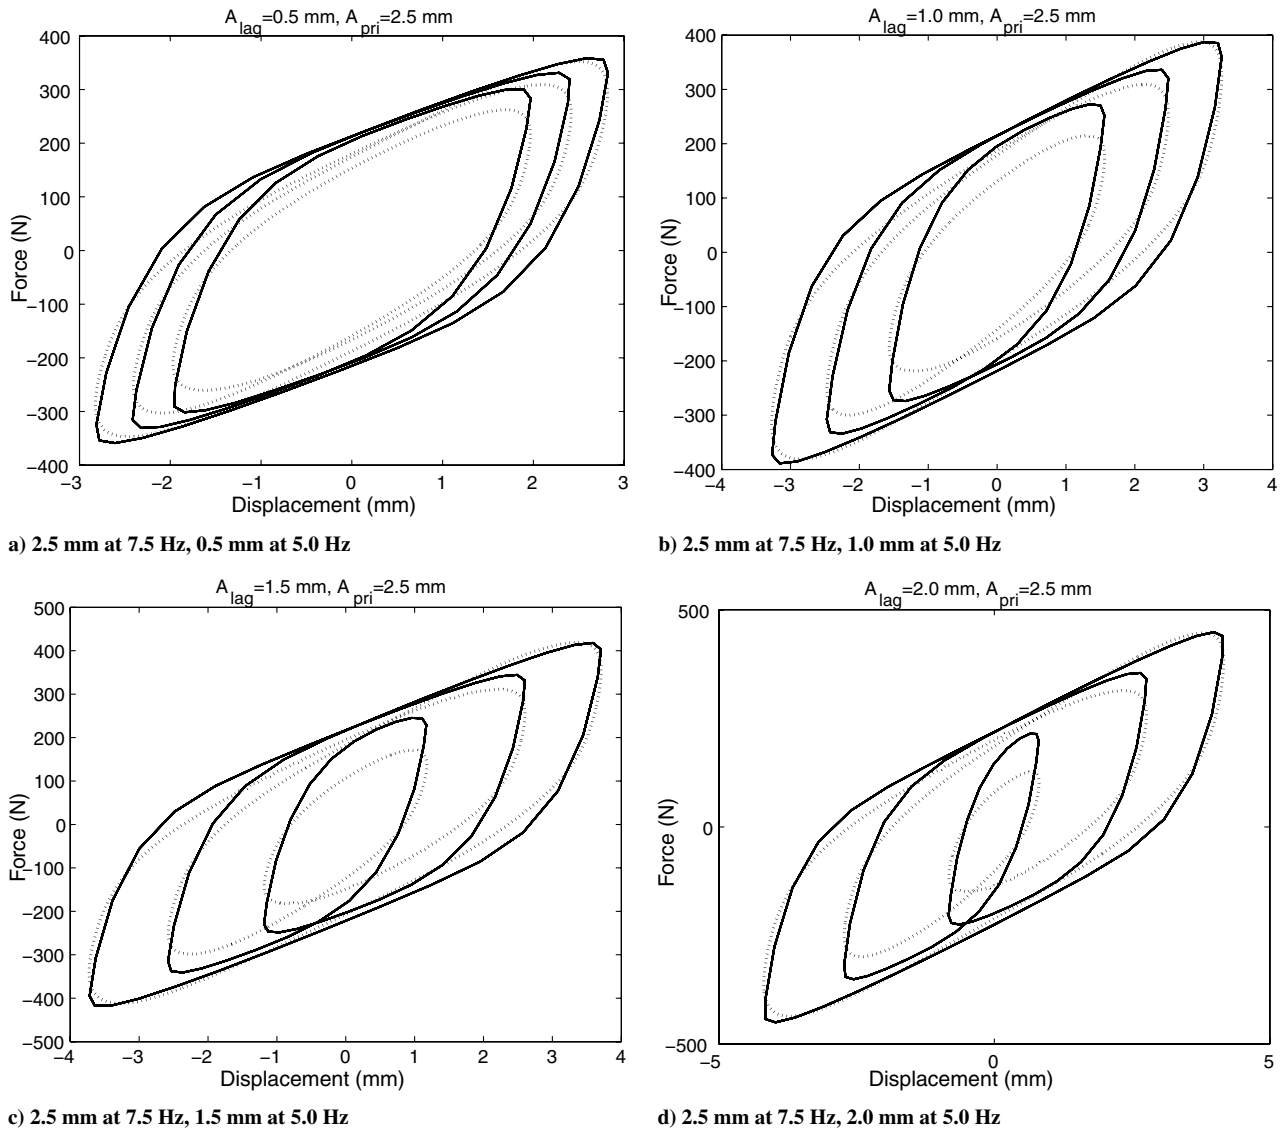 A_lag=0.5 mm, A_pri=2.5 mm
400
300
200
100
0
−100
−200
−300
−400
Force (N)
−3 −2 −1 0 1 2 3
Displacement (mm)
a) 2.5 mm at 7.5 Hz, 0.5 mm at 5.0 Hz
A_lag=1.0 mm, A_pri=2.5 mm
400
300
200
100
0
−100
−200
−300
−400
Force (N)
−4 −3 −2 −1 0 1 2 3 4
Displacement (mm)
b) 2.5 mm at 7.5 Hz, 1.0 mm at 5.0 Hz
A_lag=1.5 mm, A_pri=2.5 mm
500
400
300
200
100
0
−100
−200
−300
−400
−500
Force (N)
−4 −3 −2 −1 0 1 2 3 4
Displacement (mm)
c) 2.5 mm at 7.5 Hz, 1.5 mm at 5.0 Hz
A_lag=2.0 mm, A_pri=2.5 mm
500
0
−500
Force (N)
−5 0 5
Displacement (mm)
d) 2.5 mm at 7.5 Hz, 2.0 mm at 5.0 Hz